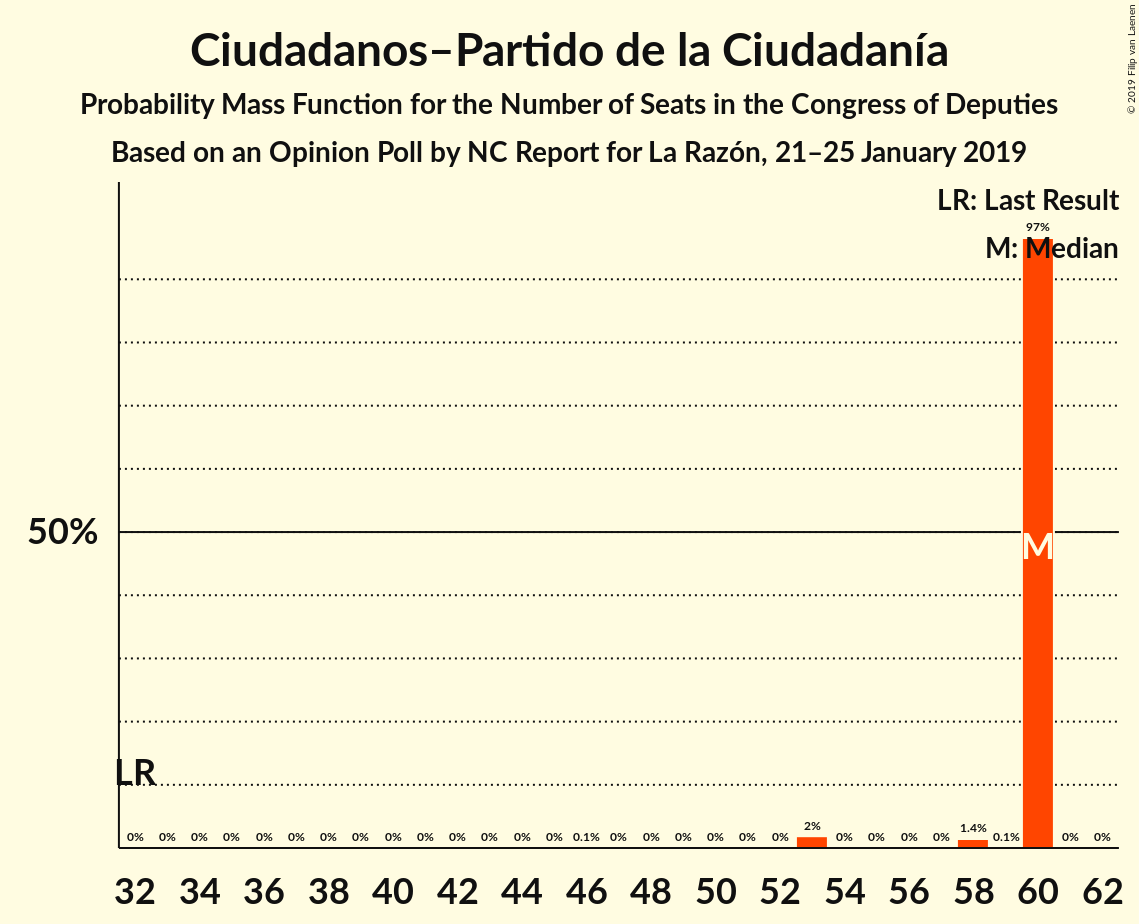 Ciudadanos–Partido de la Ciudadanía
Probability Mass Function for the Number of Seats in the Congress of Deputies
Based on an Opinion Poll by NC Report for La Razón, 21–25 January 2019
© 2019 Filip van Laenen
LR: Last Result
97%
M: Median
50%
M
LR
0% 0% 0% 0% 0% 0% 0% 0% 0% 0% 0% 0% 0% 0% 0.1% 0% 0% 0% 0% 0% 0% 2% 0% 0% 0% 0% 1.4% 0.1% 0% 0%
32 34 36 38 40 42 44 46 48 50 52 54 56 58 60 62